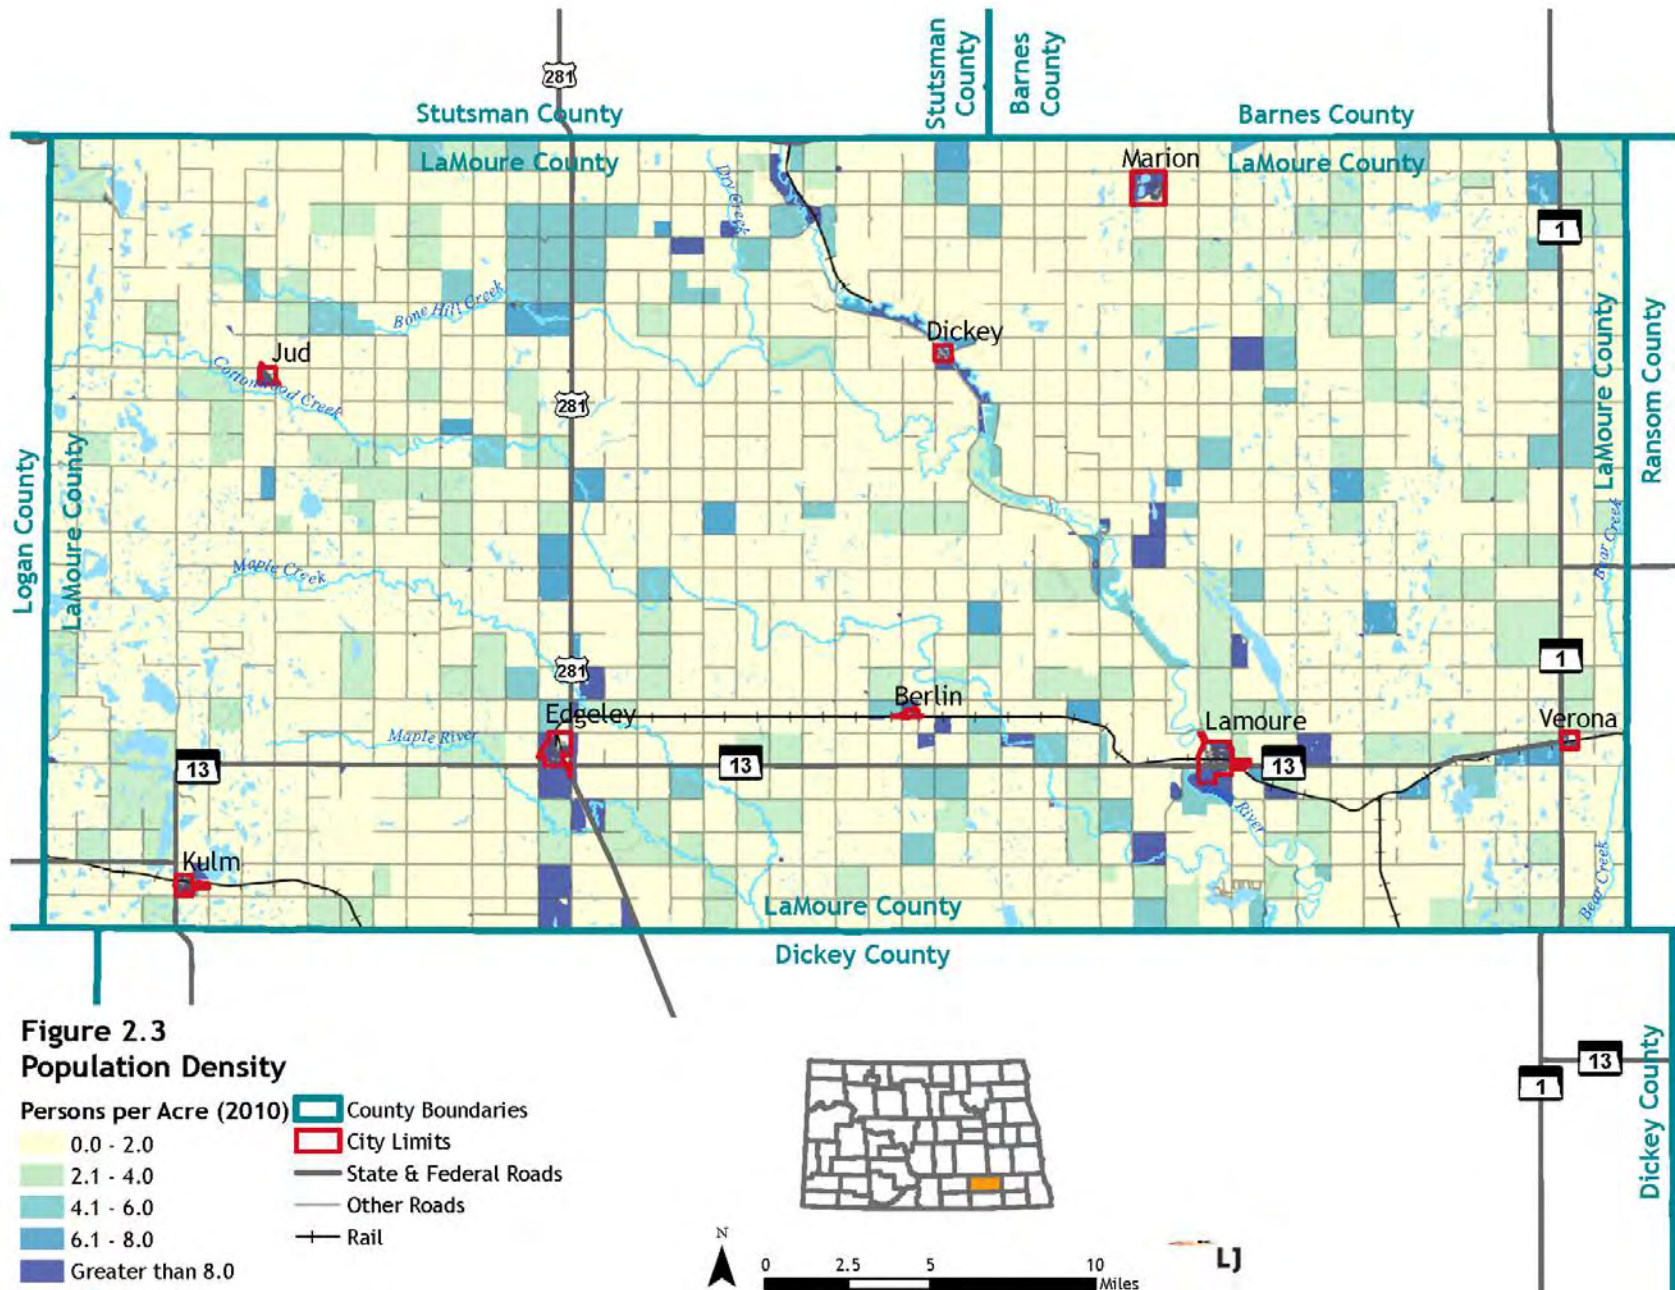 281
Stutsman County
Stutsman
County
Barnes
County
Barnes County
LaMoure County
Marion
LaMoure County
Dry Creek
1
Bone Hill Creek
Dickey
Jud
Cottonwood Creek
281
LaMoure County
Ransom County
Logan County
LaMoure County
Bear Creek
Maple Creek
281
1
Berlin
Edgeley
Lamoure
Verona
Maple River
13
13
13
River
Kulm
LaMoure County
Bear Creek
Dickey County
Figure 2.3
Population Density
Persons per Acre (2010)
0.0 - 2.0
2.1 - 4.0
4.1 - 6.0
6.1 - 8.0
Greater than 8.0
County Boundaries
City Limits
State & Federal Roads
Other Roads
Rail
N
0 2.5 5 10
Miles
LJ
13
1
Dickey County